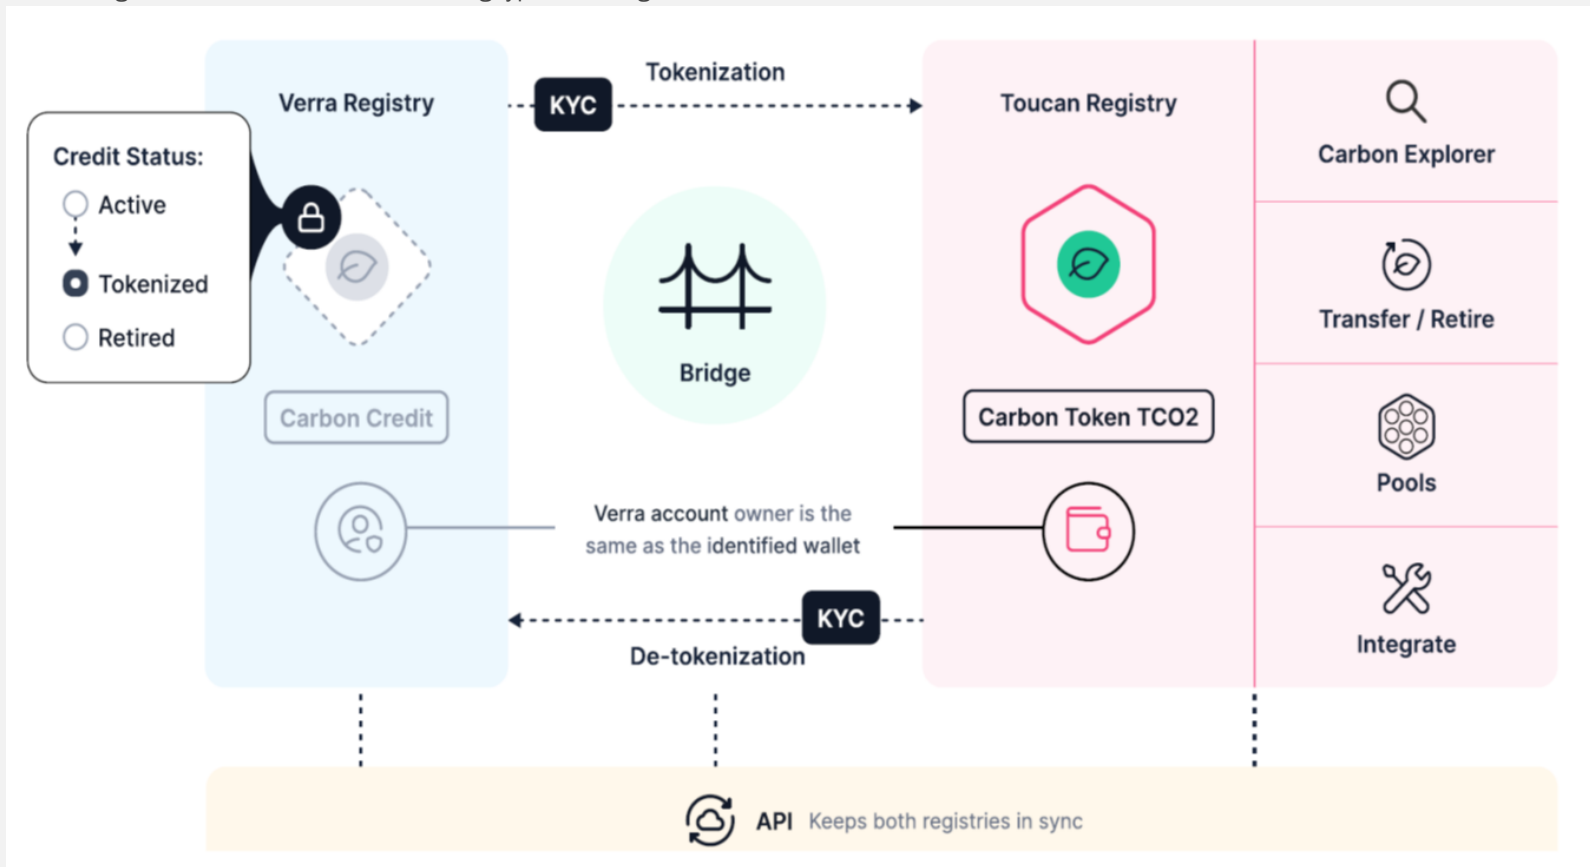 Tokenization
KYC
Verra Registry
Toucan Registry
Credit Status:
Active
Tokenized
Retired
Carbon Explorer
Transfer / Retire
Bridge
Carbon Credit
Carbon Token TCO2
Pools
Verra account owner is the
same as the identified wallet
KYC
De-tokenization
Integrate
API Keeps both registries in sync